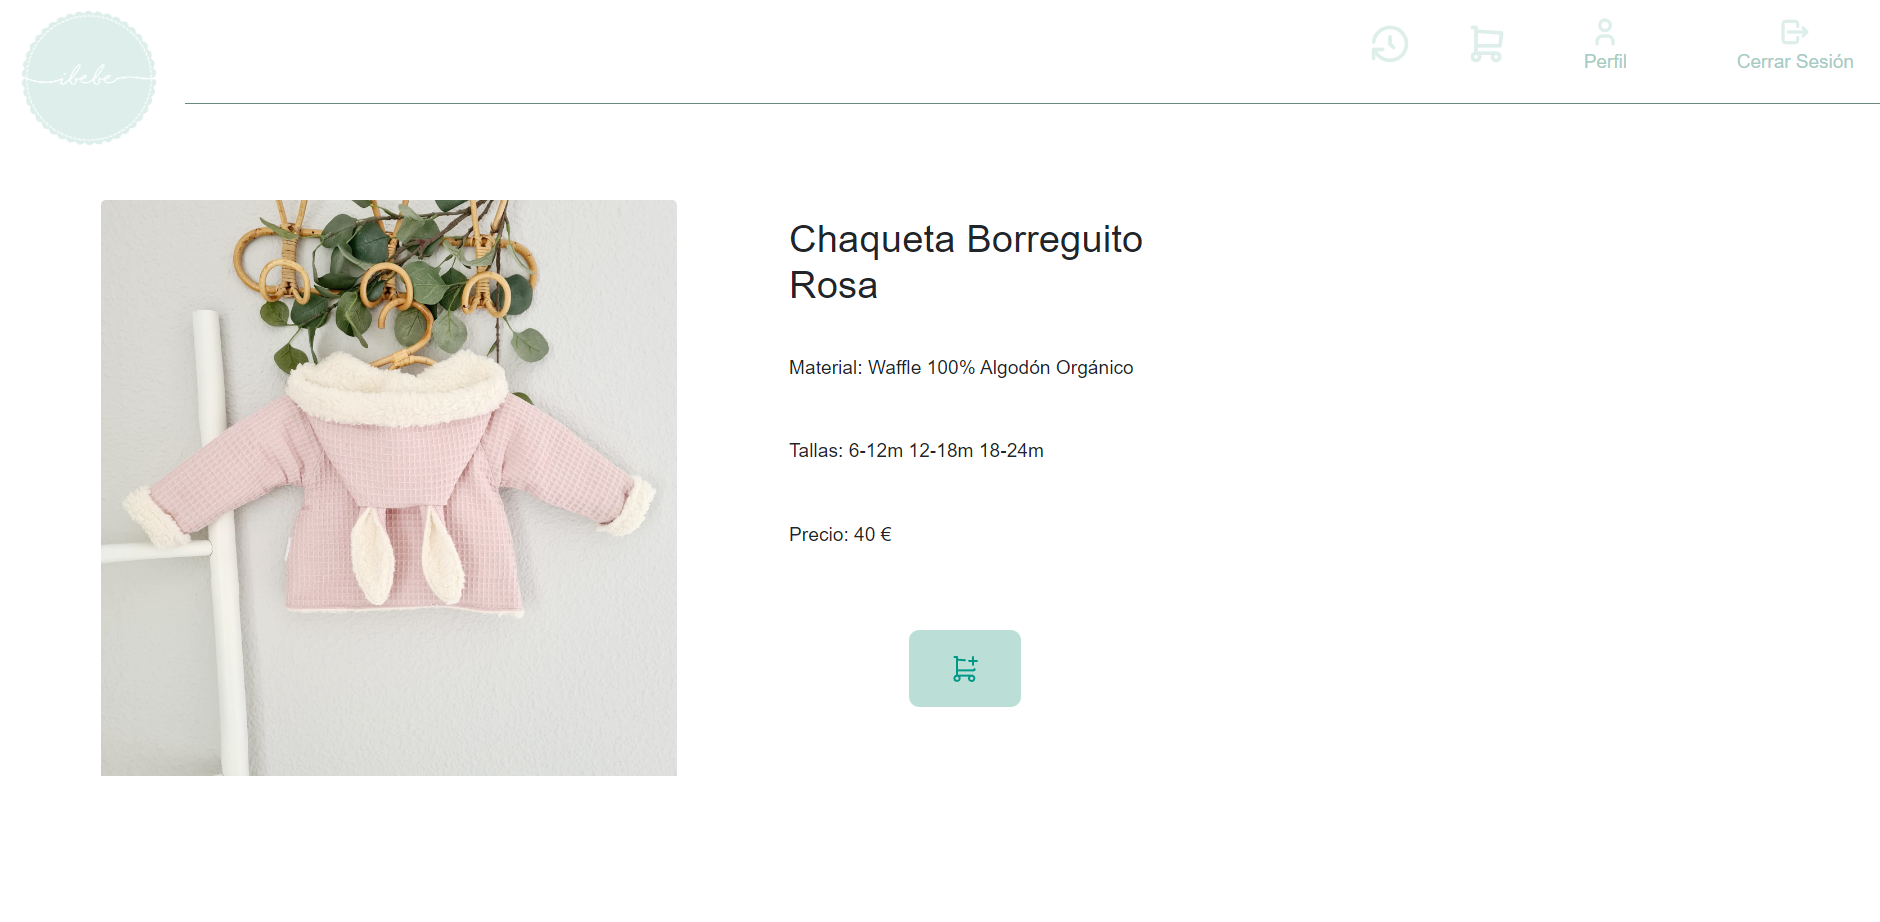 ibebe
Perfil
Cerrar Sesión
Chaqueta Borreguito
Rosa
Material: Waffle 100% Algodón Orgánico
Tallas: 6-12m 12-18m 18-24m
Precio: 40 €